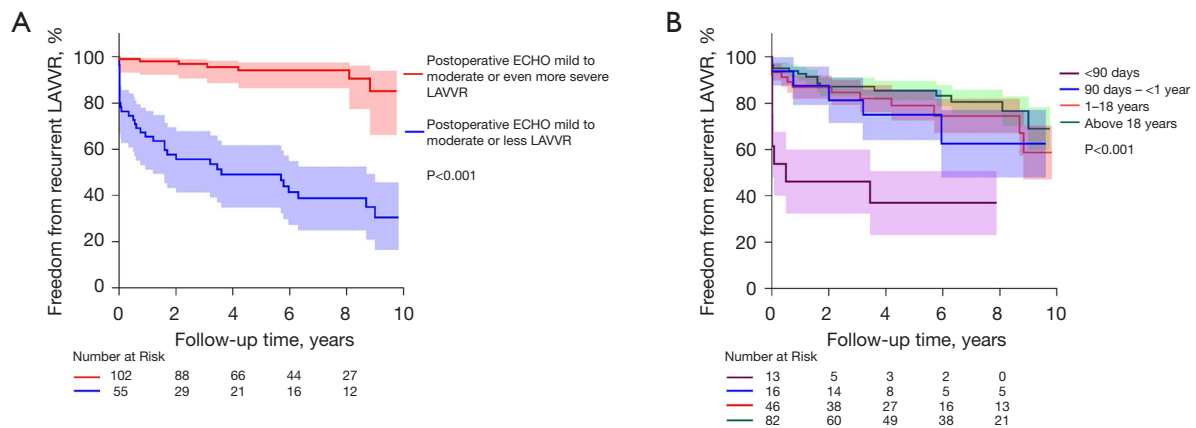 A
Freedom from recurrent LAVVR, %
100
80
60
40
20
0
0 2 4 6 8 10
Follow-up time, years
Postoperative ECHO mild to
moderate or even more severe
LAVVR
Postoperative ECHO mild to
moderate or less LAVVR
P<0.001
Number at Risk
102 88 66 44 27
55 29 21 16 12
B
Freedom from recurrent LAVVR, %
100
80
60
40
20
0
0 2 4 6 8 10
Follow-up time, years
<90 days
90 days – <1 year
1–18 years
Above 18 years
P<0.001
Number at Risk
13 5 3 2 0
16 14 8 5 5
46 38 27 16 13
82 60 49 38 21